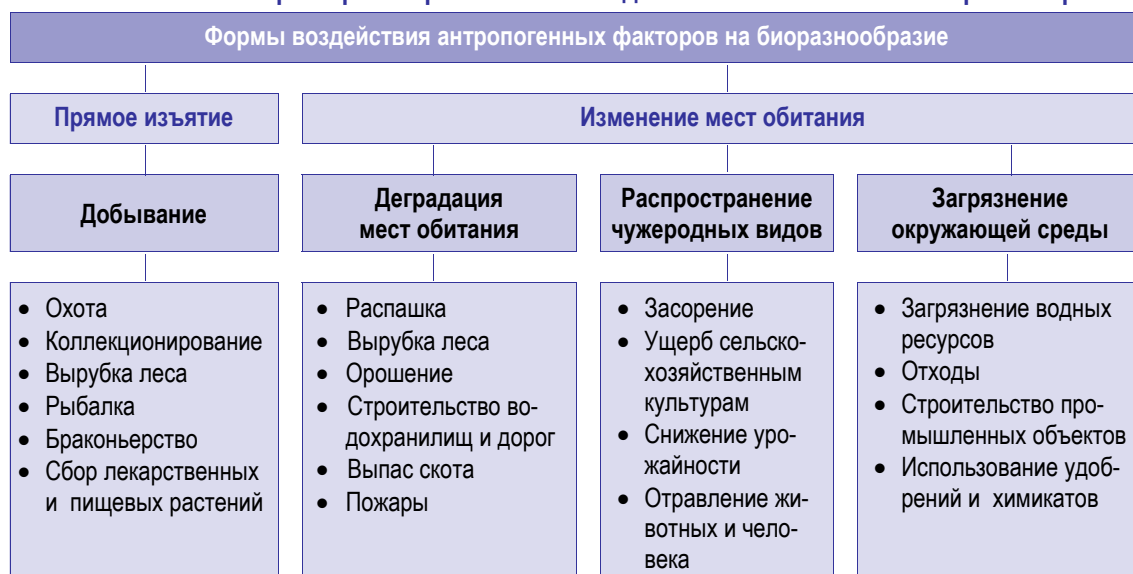 Формы воздействия антропогенных факторов на биоразнообразие
Прямое изъятие
Изменение мест обитания
Добывание
Деградация
мест обитания
Распространение
чужеродных видов
Загрязнение
окружающей среды
• Охота
• Коллекционирование
• Вырубка леса
• Рыбалка
• Браконьерство
• Сбор лекарственных
и пищевых растений
• Распашка
• Вырубка леса
• Орошение
• Строительство во-
дохранилищ и дорог
• Выпас скота
• Пожары
• Засорение
• Ущерб сельско-
хозяйственным
культурам
• Снижение уро-
жайности
• Отравление жи-
вотных и чело-
века
• Загрязнение водных
ресурсов
• Отходы
• Строительство про-
мышленных объектов
• Использование удоб-
рений и химикатов